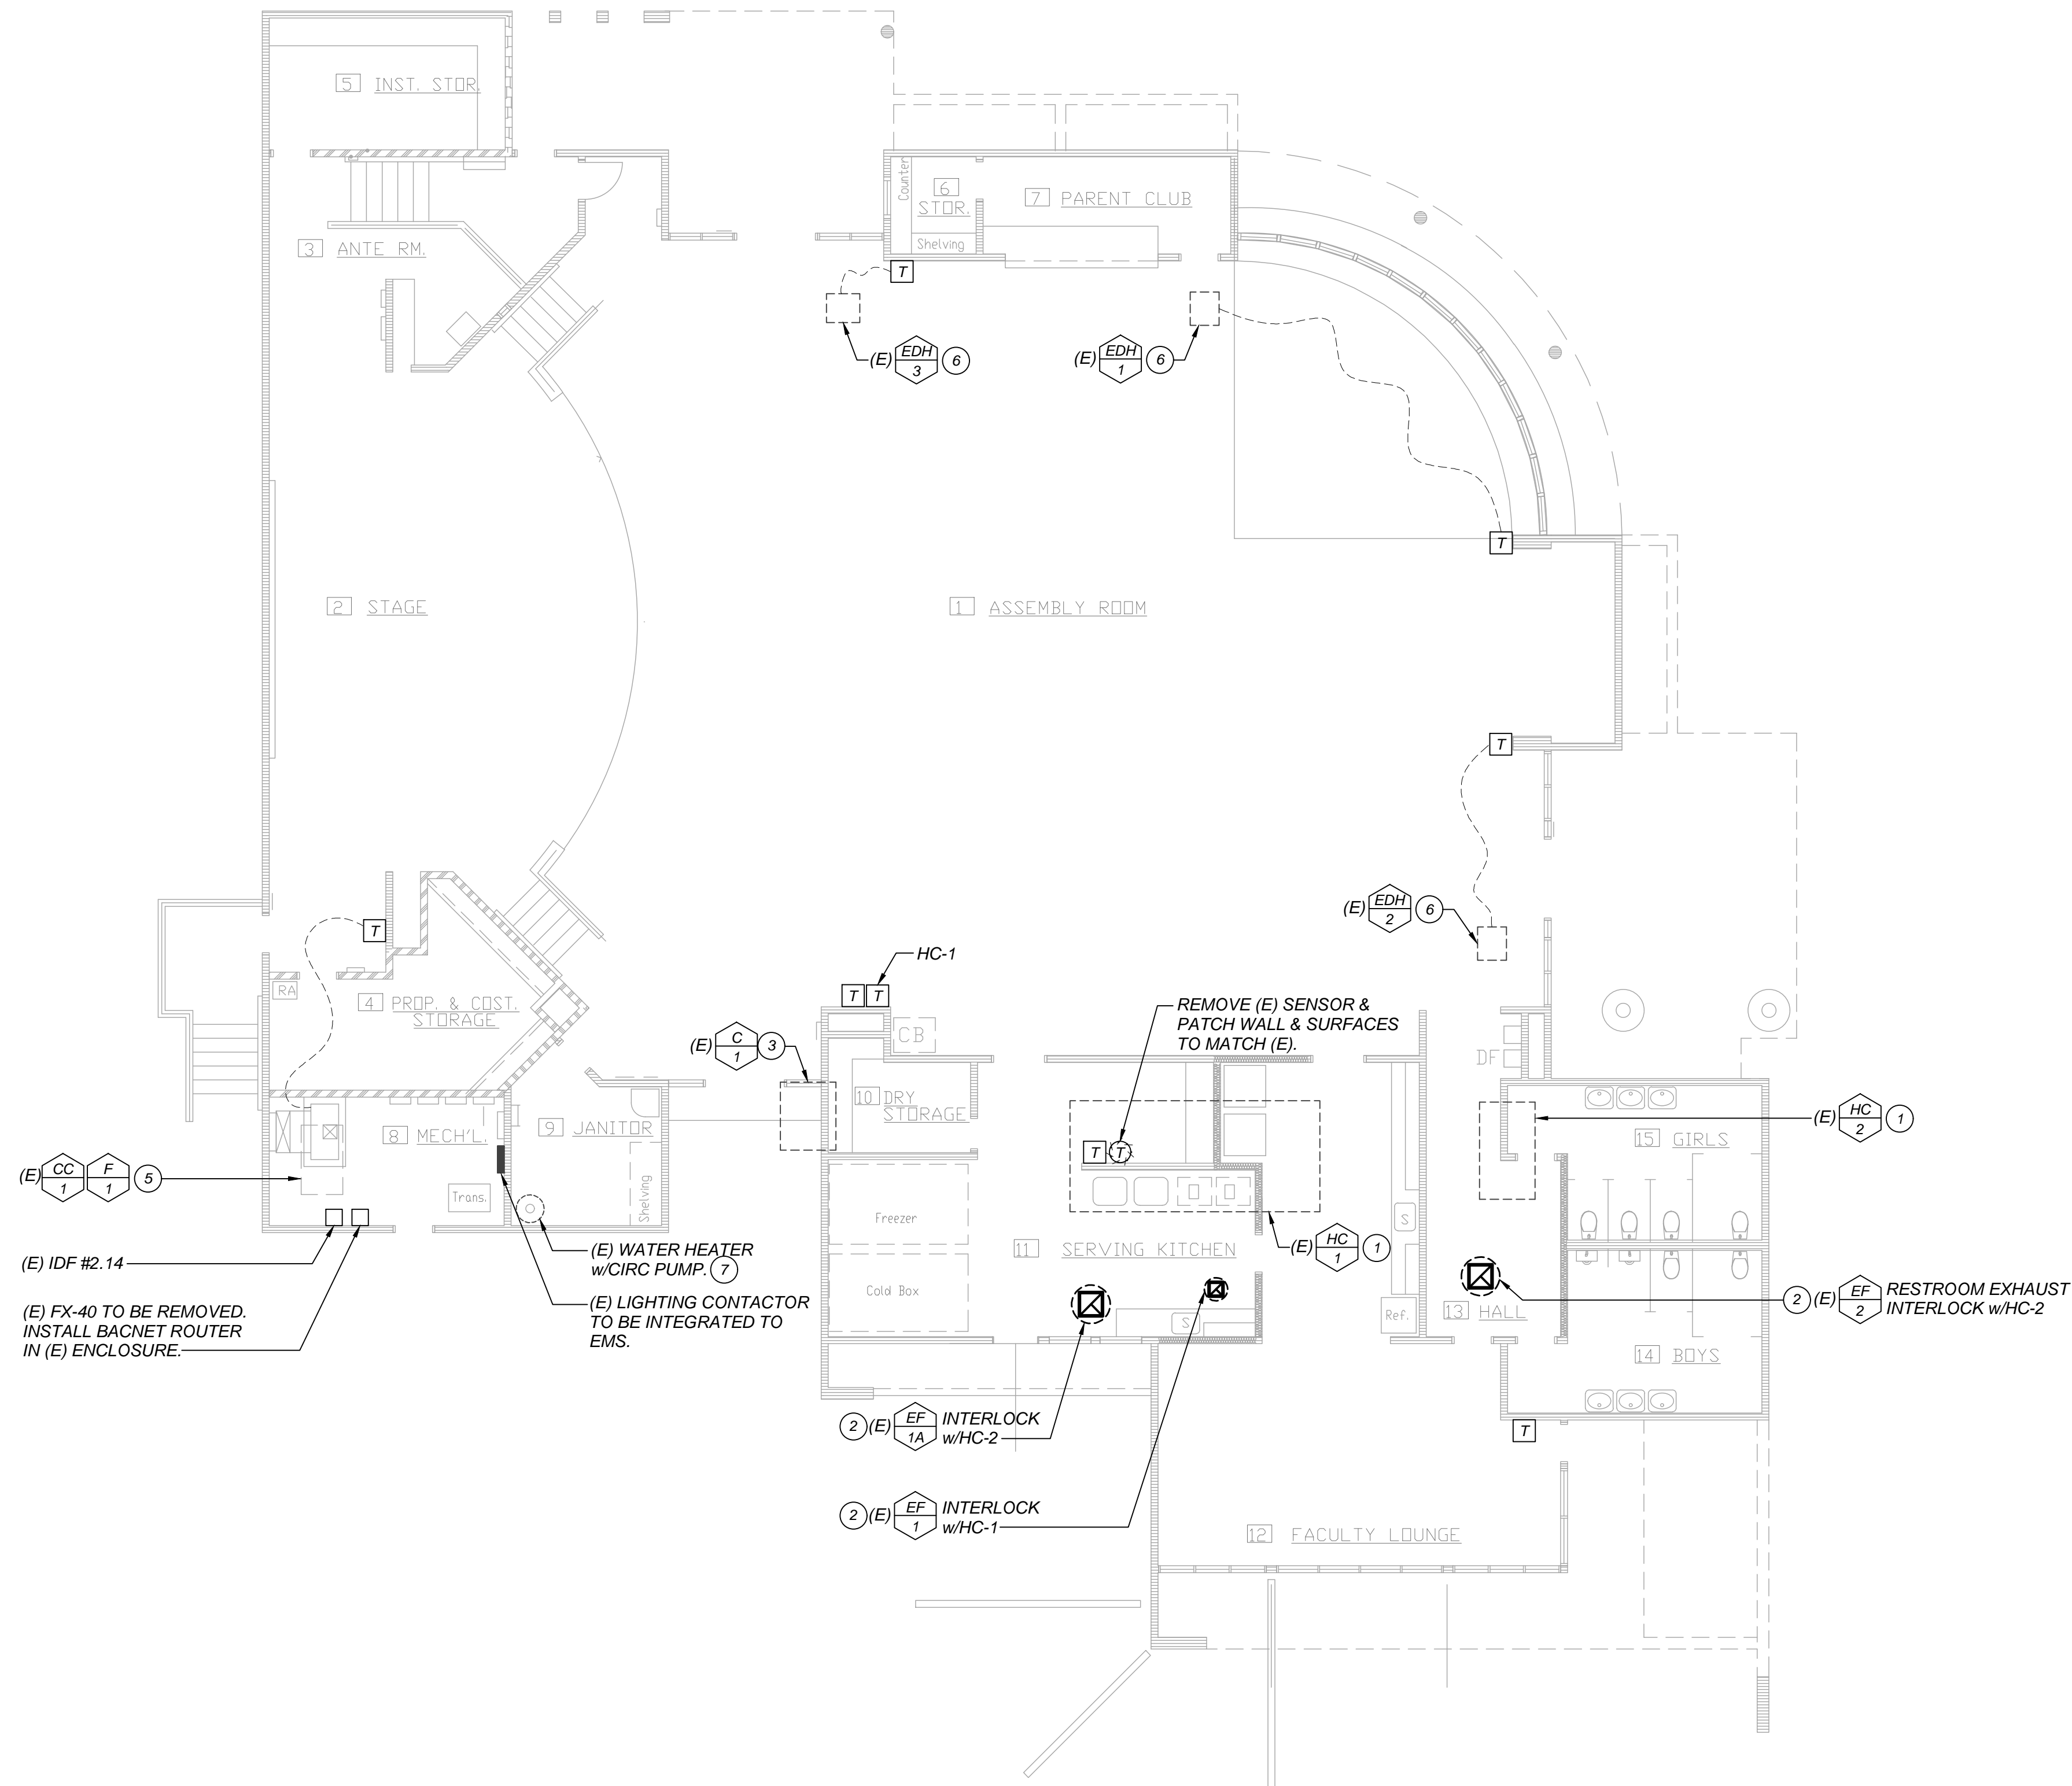 5 INST. STOR.
Counter
6
STOR.
7 PARENT CLUB
Shelving
3 ANTE RM.
T
(E) EDH 3 6
(E) EDH 1 6
T
2 STAGE
1 ASSEMBLY ROOM
T
(E) EDH 2 6
T
HC-1
T T
RA
4 PROP. & COST.
STORAGE
CB
REMOVE (E) SENSOR &
PATCH WALL & SURFACES
TO MATCH (E).
(E) C 1 3
DF
10 DRY
STORAGE
9 JANITOR
8 MECH'L.
T T
15 GIRLS
(E) HC 2 1
(E) CC 1 F 1 5
Trans.
Shelving
Freezer
S
11 SERVING KITCHEN
(E) HC 1 1
(E) IDF #2.14
(E) WATER HEATER
w/CIRC PUMP. 7
Cold Box
(E) LIGHTING CONTACTOR
TO BE INTEGRATED TO
EMS.
(E) FX-40 TO BE REMOVED.
INSTALL BACNET ROUTER
IN (E) ENCLOSURE.
S
Ref.
13 HALL
2 (E) EF 2 RESTROOM EXHAUST
INTERLOCK w/HC-2
14 BOYS
2 (E) EF 1A INTERLOCK
w/HC-2
T
2 (E) EF 1 INTERLOCK
w/HC-1
12 FACULTY LOUNGE